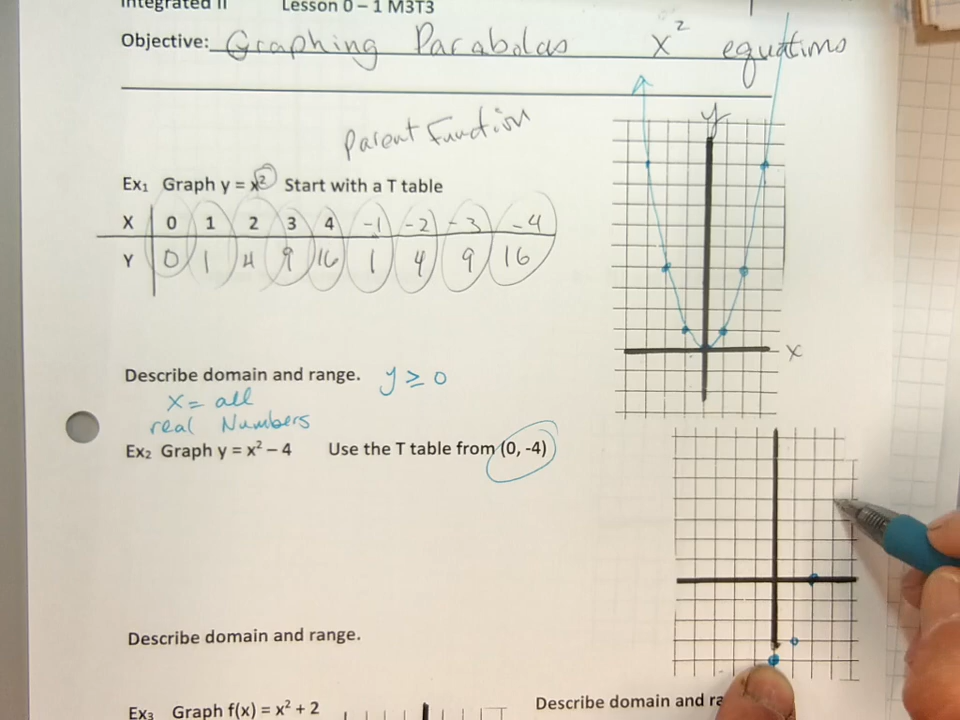 Integrated II Lesson 0 – 1 M3T3
Objective: Graphing Parabolas x² equations
Parent Function
Ex₁ Graph y = x² Start with a T table
X 0 1 2 3 4 -1 -2 -3 -4
Y 0 1 4 9 16 1 4 9 16
y
x
Describe domain and range. y ≥ 0
x = all
real Numbers
Ex₂ Graph y = x² – 4 Use the T table from (0, -4)
Describe domain and range.
Ex₃ Graph f(x) = x² + 2 Describe domain and ra